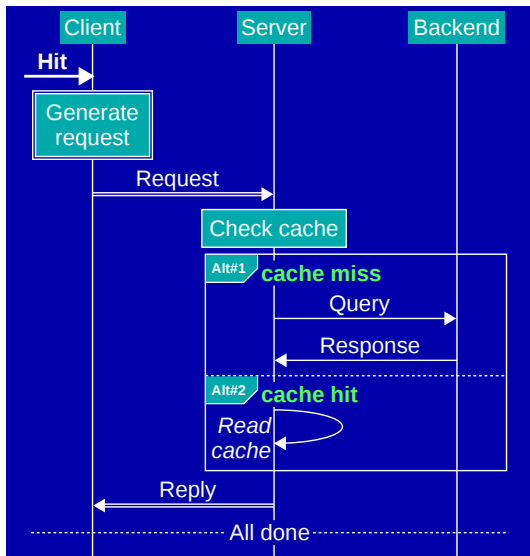 Client Server Backend
Hit
Generate
request
Request
Check cache
Alt#1 cache miss
Query
Response
Alt#2 cache hit
Read
cache
Reply
All done